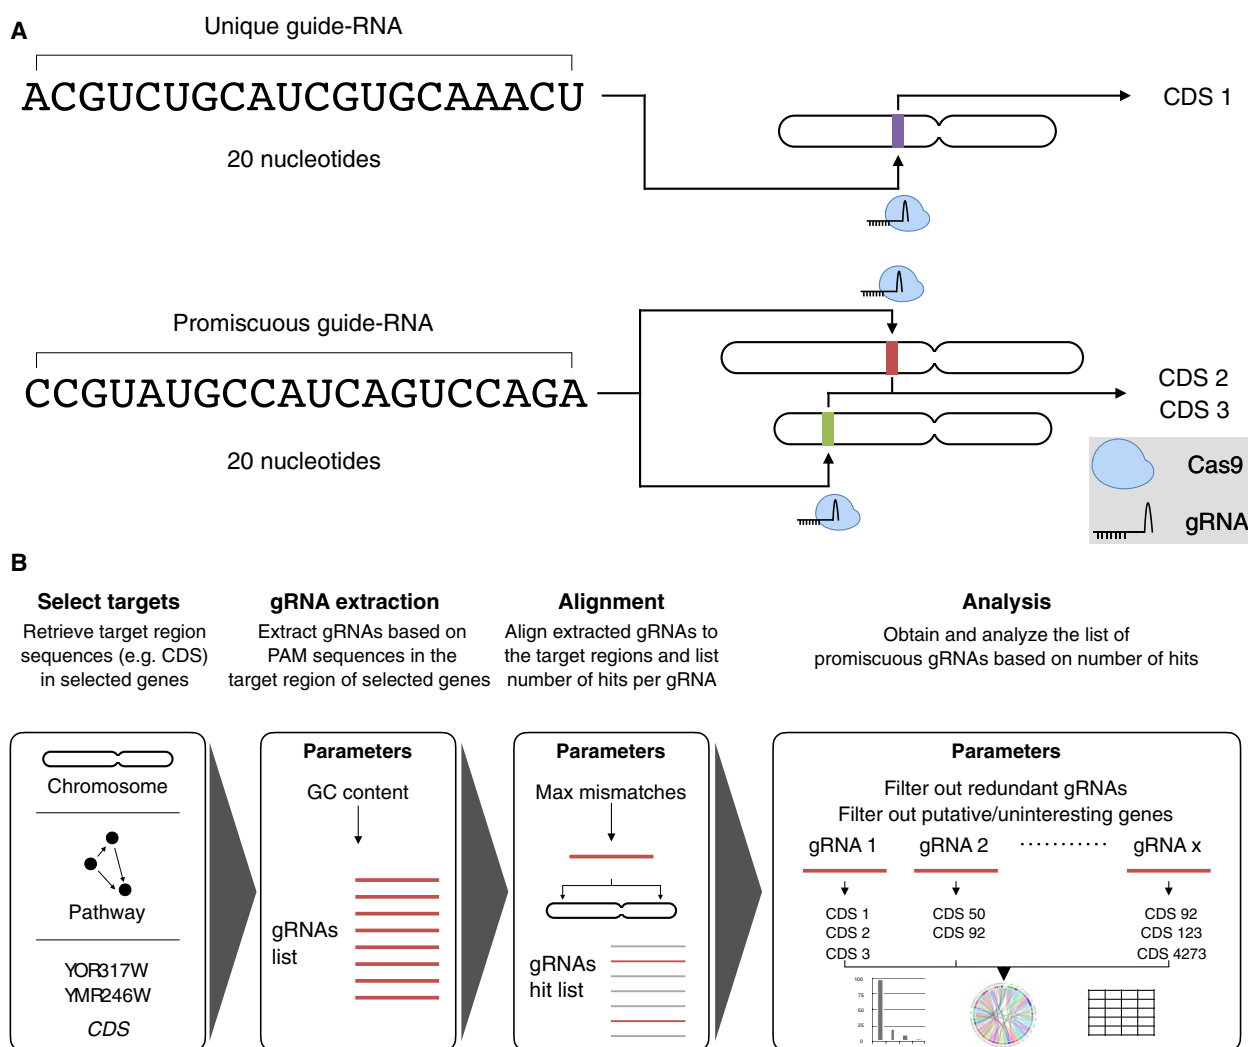 A
Unique guide-RNA
ACGUCUGCAUCGUGCAAACU
20 nucleotides
CDS 1
Promiscuous guide-RNA
CCGUAUGCCAUCAGUCCAGA
20 nucleotides
CDS 2
CDS 3
Cas9
gRNA
B
Select targets
Retrieve target region
sequences (e.g. CDS)
in selected genes
gRNA extraction
Extract gRNAs based on
PAM sequences in the
target region of selected genes
Alignment
Align extracted gRNAs to
the target regions and list
number of hits per gRNA
Analysis
Obtain and analyze the list of
promiscuous gRNAs based on number of hits
Chromosome
Pathway
YOR317W
YMR246W
CDS
Parameters
GC content
gRNAs
list
Parameters
Max mismatches
gRNAs
hit list
Parameters
Filter out redundant gRNAs
Filter out putative/uninteresting genes
gRNA 1
gRNA 2
gRNA x
CDS 1
CDS 2
CDS 3
CDS 50
CDS 92
CDS 92
CDS 123
CDS 4273
100
75
50
25
0